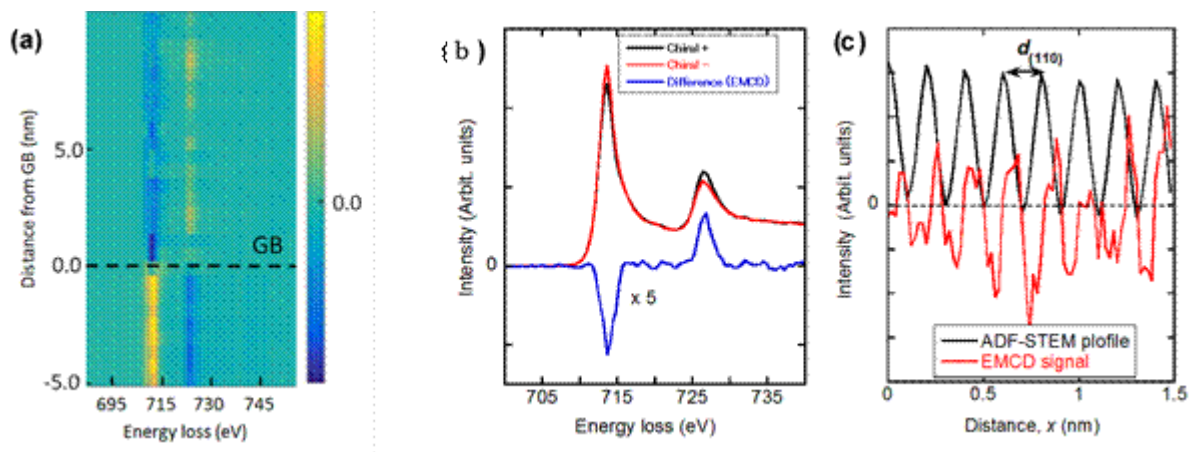 (a)
5.0
0.0
-5.0
Distance from GB (nm)
GB
0.0
695 715 730 745
Energy loss (eV)
(b)
Chiral +
Chiral −
Difference (EMCD)
Intensity (Arbit. units)
0
x 5
705 715 725 735
Energy loss (eV)
(c)
d(110)
Intensity (Arbit. units)
0
ADF-STEM plofile
EMCD signal
0 0.5 1.0 1.5
Distance, x (nm)